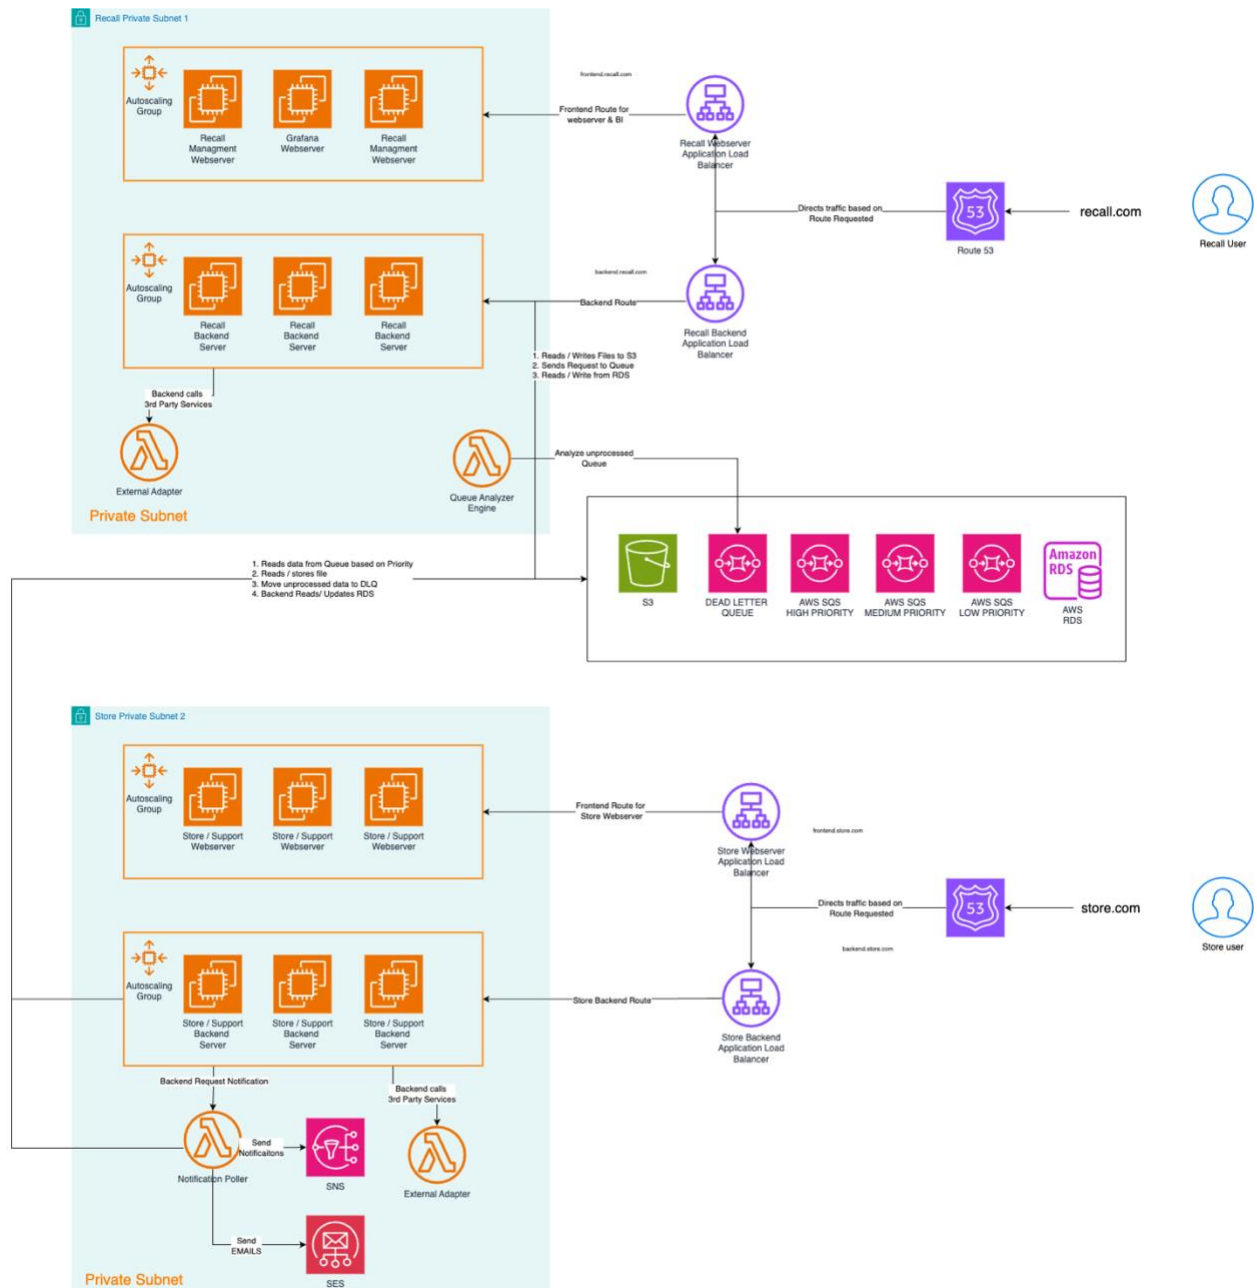 Recall Private Subnet 1
Autoscaling
Group
Recall
Managment
Webserver
Grafana
Webserver
Recall
Managment
Webserver
frontend.recall.com
Frontend Route for
webserver & BI
Recall Webserver
Application Load
Balancer
Directs traffic based on
Route Requested
53
Route 53
recall.com
Recall User
Autoscaling
Group
Recall
Backend
Server
Recall
Backend
Server
Recall
Backend
Server
backend.recall.com
Backend Route
Recall Backend
Application Load
Balancer
1. Reads / Writes Files to S3
2. Sends Request to Queue
3. Reads / Write from RDS
Backend calls
3rd Party Services
External Adapter
Queue Analyzer
Engine
Analyze unprocessed
Queue
Private Subnet
1. Reads data from Queue based on Priority
2. Reads / stores file
3. Move unprocessed data to DLQ
4. Backend Reads/ Updates RDS
S3
DEAD LETTER
QUEUE
AWS SQS
HIGH PRIORITY
AWS SQS
MEDIUM PRIORITY
AWS SQS
LOW PRIORITY
Amazon
RDS
AWS
RDS
Store Private Subnet 2
Autoscaling
Group
Store / Support
Webserver
Store / Support
Webserver
Store / Support
Webserver
Frontend Route for
Store Webserver
Store Webserver
Application Load
Balancer
frontend.store.com
Directs traffic based on
Route Requested
53
store.com
Store user
backend.store.com
Autoscaling
Group
Store / Support
Backend
Server
Store / Support
Backend
Server
Store / Support
Backend
Server
Store Backend Route
Store Backend
Application Load
Balancer
Backend Request Notification
Backend calls
3rd Party Services
Notification Poller
Send
Notificaitons
SNS
External Adapter
Send
EMAILS
SES
Private Subnet